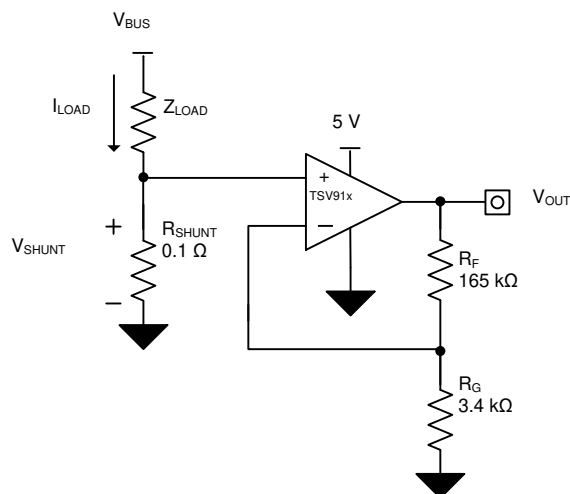 VBUS
ILOAD
ZLOAD
5 V
+
TSV91x
−
VOUT
+
VSHUNT
−
RSHUNT
0.1 Ω
RF
165 kΩ
RG
3.4 kΩ